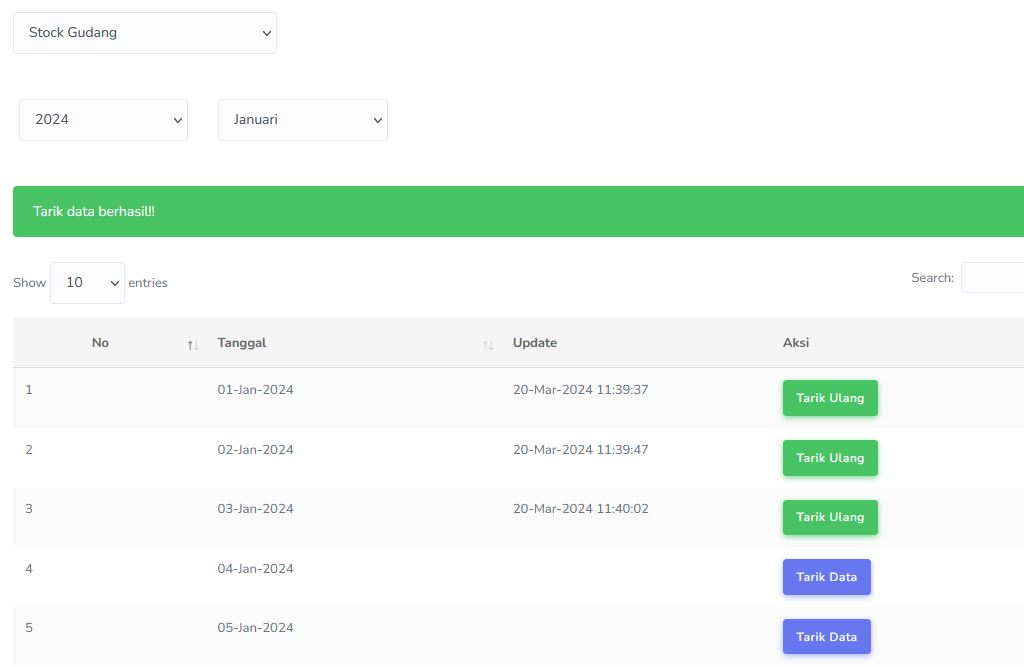 Stock Gudang
2024 Januari
Tarik data berhasil!!
Show 10 entries Search:
No Tanggal Update Aksi
1 01-Jan-2024 20-Mar-2024 11:39:37 Tarik Ulang
2 02-Jan-2024 20-Mar-2024 11:39:47 Tarik Ulang
3 03-Jan-2024 20-Mar-2024 11:40:02 Tarik Ulang
4 04-Jan-2024 Tarik Data
5 05-Jan-2024 Tarik Data